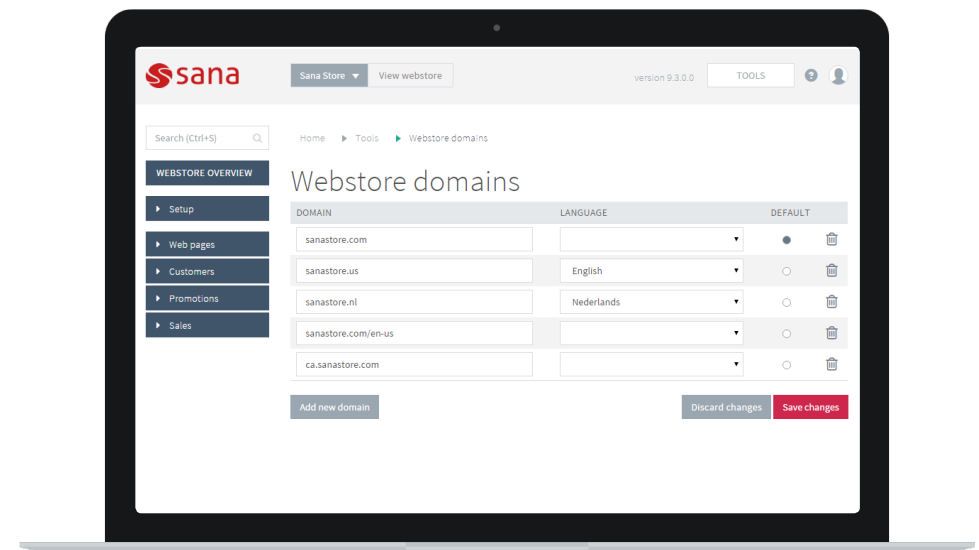 sana
Sana Store View webstore
version 9.3.0.0
TOOLS
?
Search (Ctrl+S)
Home Tools Webstore domains
WEBSTORE OVERVIEW
Setup
Web pages
Customers
Promotions
Sales
Webstore domains
DOMAIN LANGUAGE DEFAULT
sanastore.com
sanastore.us English
sanastore.nl Nederlands
sanastore.com/en-us
ca.sanastore.com
Add new domain Discard changes Save changes